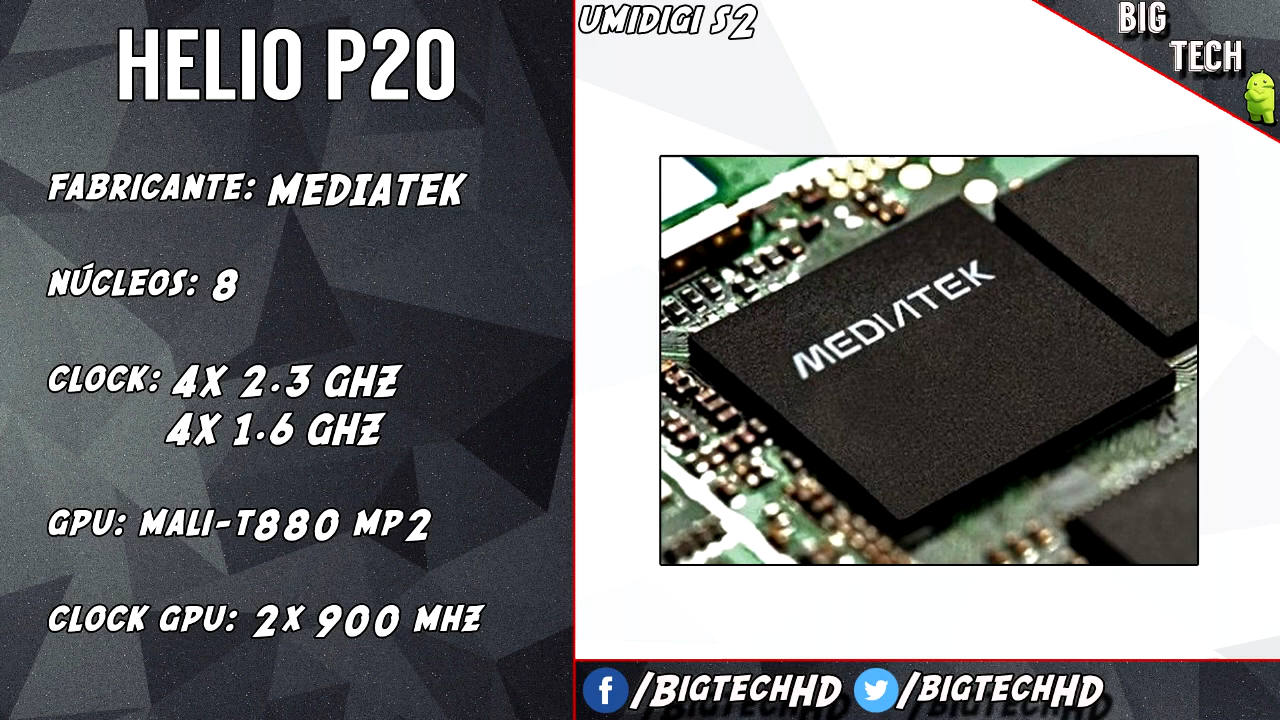 HELIO P20
FABRICANTE: MEDIATEK
NÚCLEOS: 8
CLOCK: 4X 2.3 GHZ
4X 1.6 GHZ
GPU: MALI-T880 MP2
CLOCK GPU: 2X 900 MHZ
UMIDIGI S2
BIG
TECH
MEDIATEK
/BIGTECHHD /BIGTECHHD